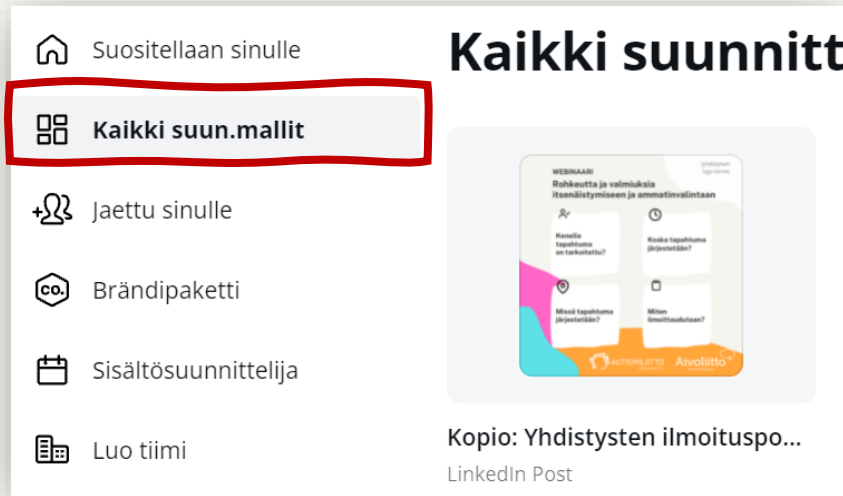 Suositellaan sinulle
Kaikki suun.mallit
Jaettu sinulle
CO.
Brändipaketti
Sisältösuunnittelija
Luo tiimi
Kaikki suunnitt
WEBINAARI
Rohkeutta ja valmiuksia
itsenäistymiseen ja ammatinvalintaan
Kenelle
tapahtuma
on tarkoitettu?
Koska tapahtuma
järjestetään?
Missä tapahtuma
järjestetään?
Miten
ilmoittaudutaan?
AUTISMILIITTO
Aivoliitto
Kopio: Yhdistysten ilmoituspo...
LinkedIn Post